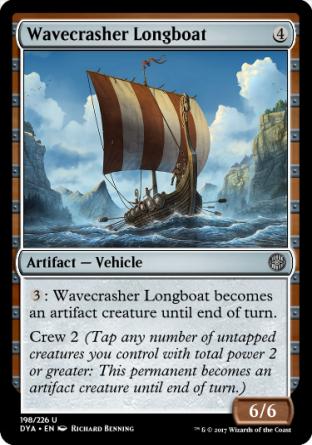 Wavecrasher Longboat 4
Artifact — Vehicle
3 : Wavecrasher Longboat becomes
an artifact creature until end of turn.
Crew 2 (Tap any number of untapped
creatures you control with total power 2
or greater: This permanent becomes an
artifact creature until end of turn.)
6/6
198/226 U
DYA • EN Richard Benning
™ & © 2017 Wizards of the Coast